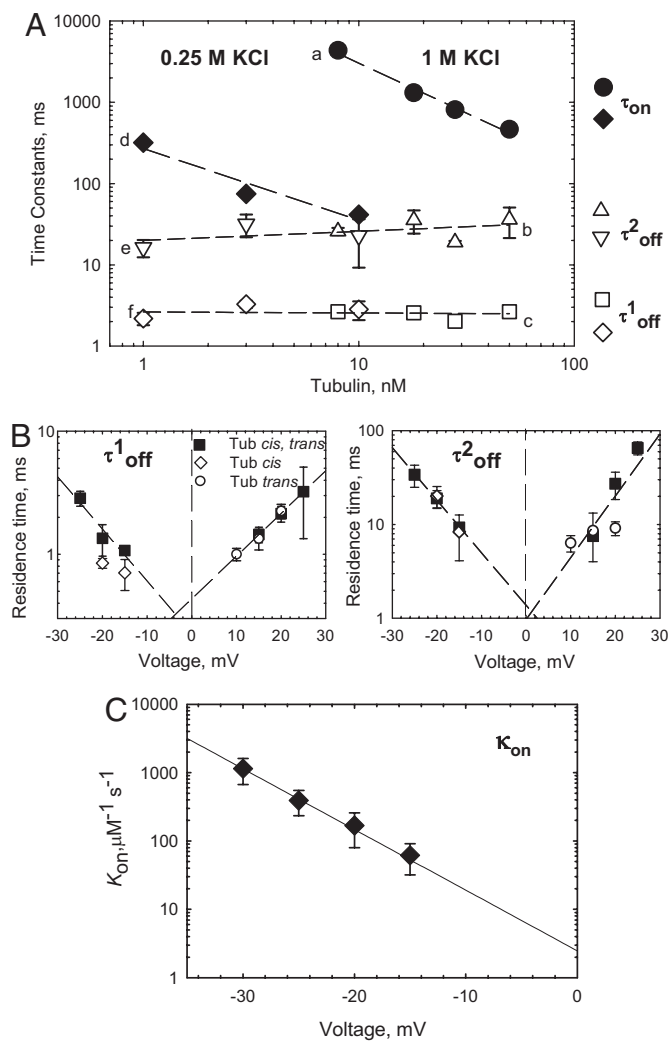 A
0.25 M KCl 1 M KCl
10000
1000
100
10
1
a
d
e
b
f
c
Time Constants, ms
1 10 100
Tubulin, nM
τon
τ²off
τ¹off
B
τ¹off
Tub cis, trans
Tub cis
Tub trans
10
1
Residence time, ms
-30 -20 -10 0 10 20 30
Voltage, mV
τ²off
100
10
1
Residence time, ms
-30 -20 -10 0 10 20 30
Voltage, mV
C
κon
10000
1000
100
10
1
Kon, μM⁻¹ s⁻¹
-30 -20 -10 0
Voltage, mV